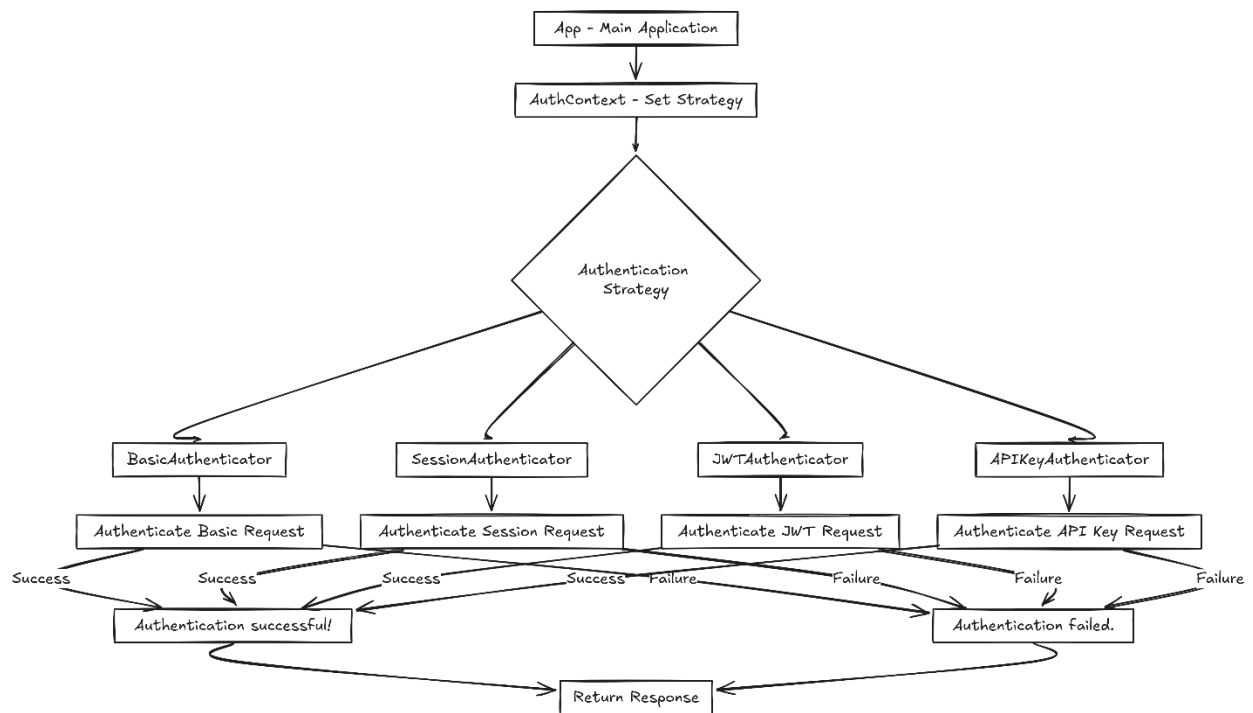 App - Main Application
AuthContext - Set Strategy
Authentication
Strategy
BasicAuthenticator
SessionAuthenticator
JWTAuthenticator
APIKeyAuthenticator
Authenticate Basic Request
Authenticate Session Request
Authenticate JWT Request
Authenticate API Key Request
Success
Success
Success
Success
Failure
Failure
Failure
Failure
Authentication successful!
Authentication failed.
Return Response